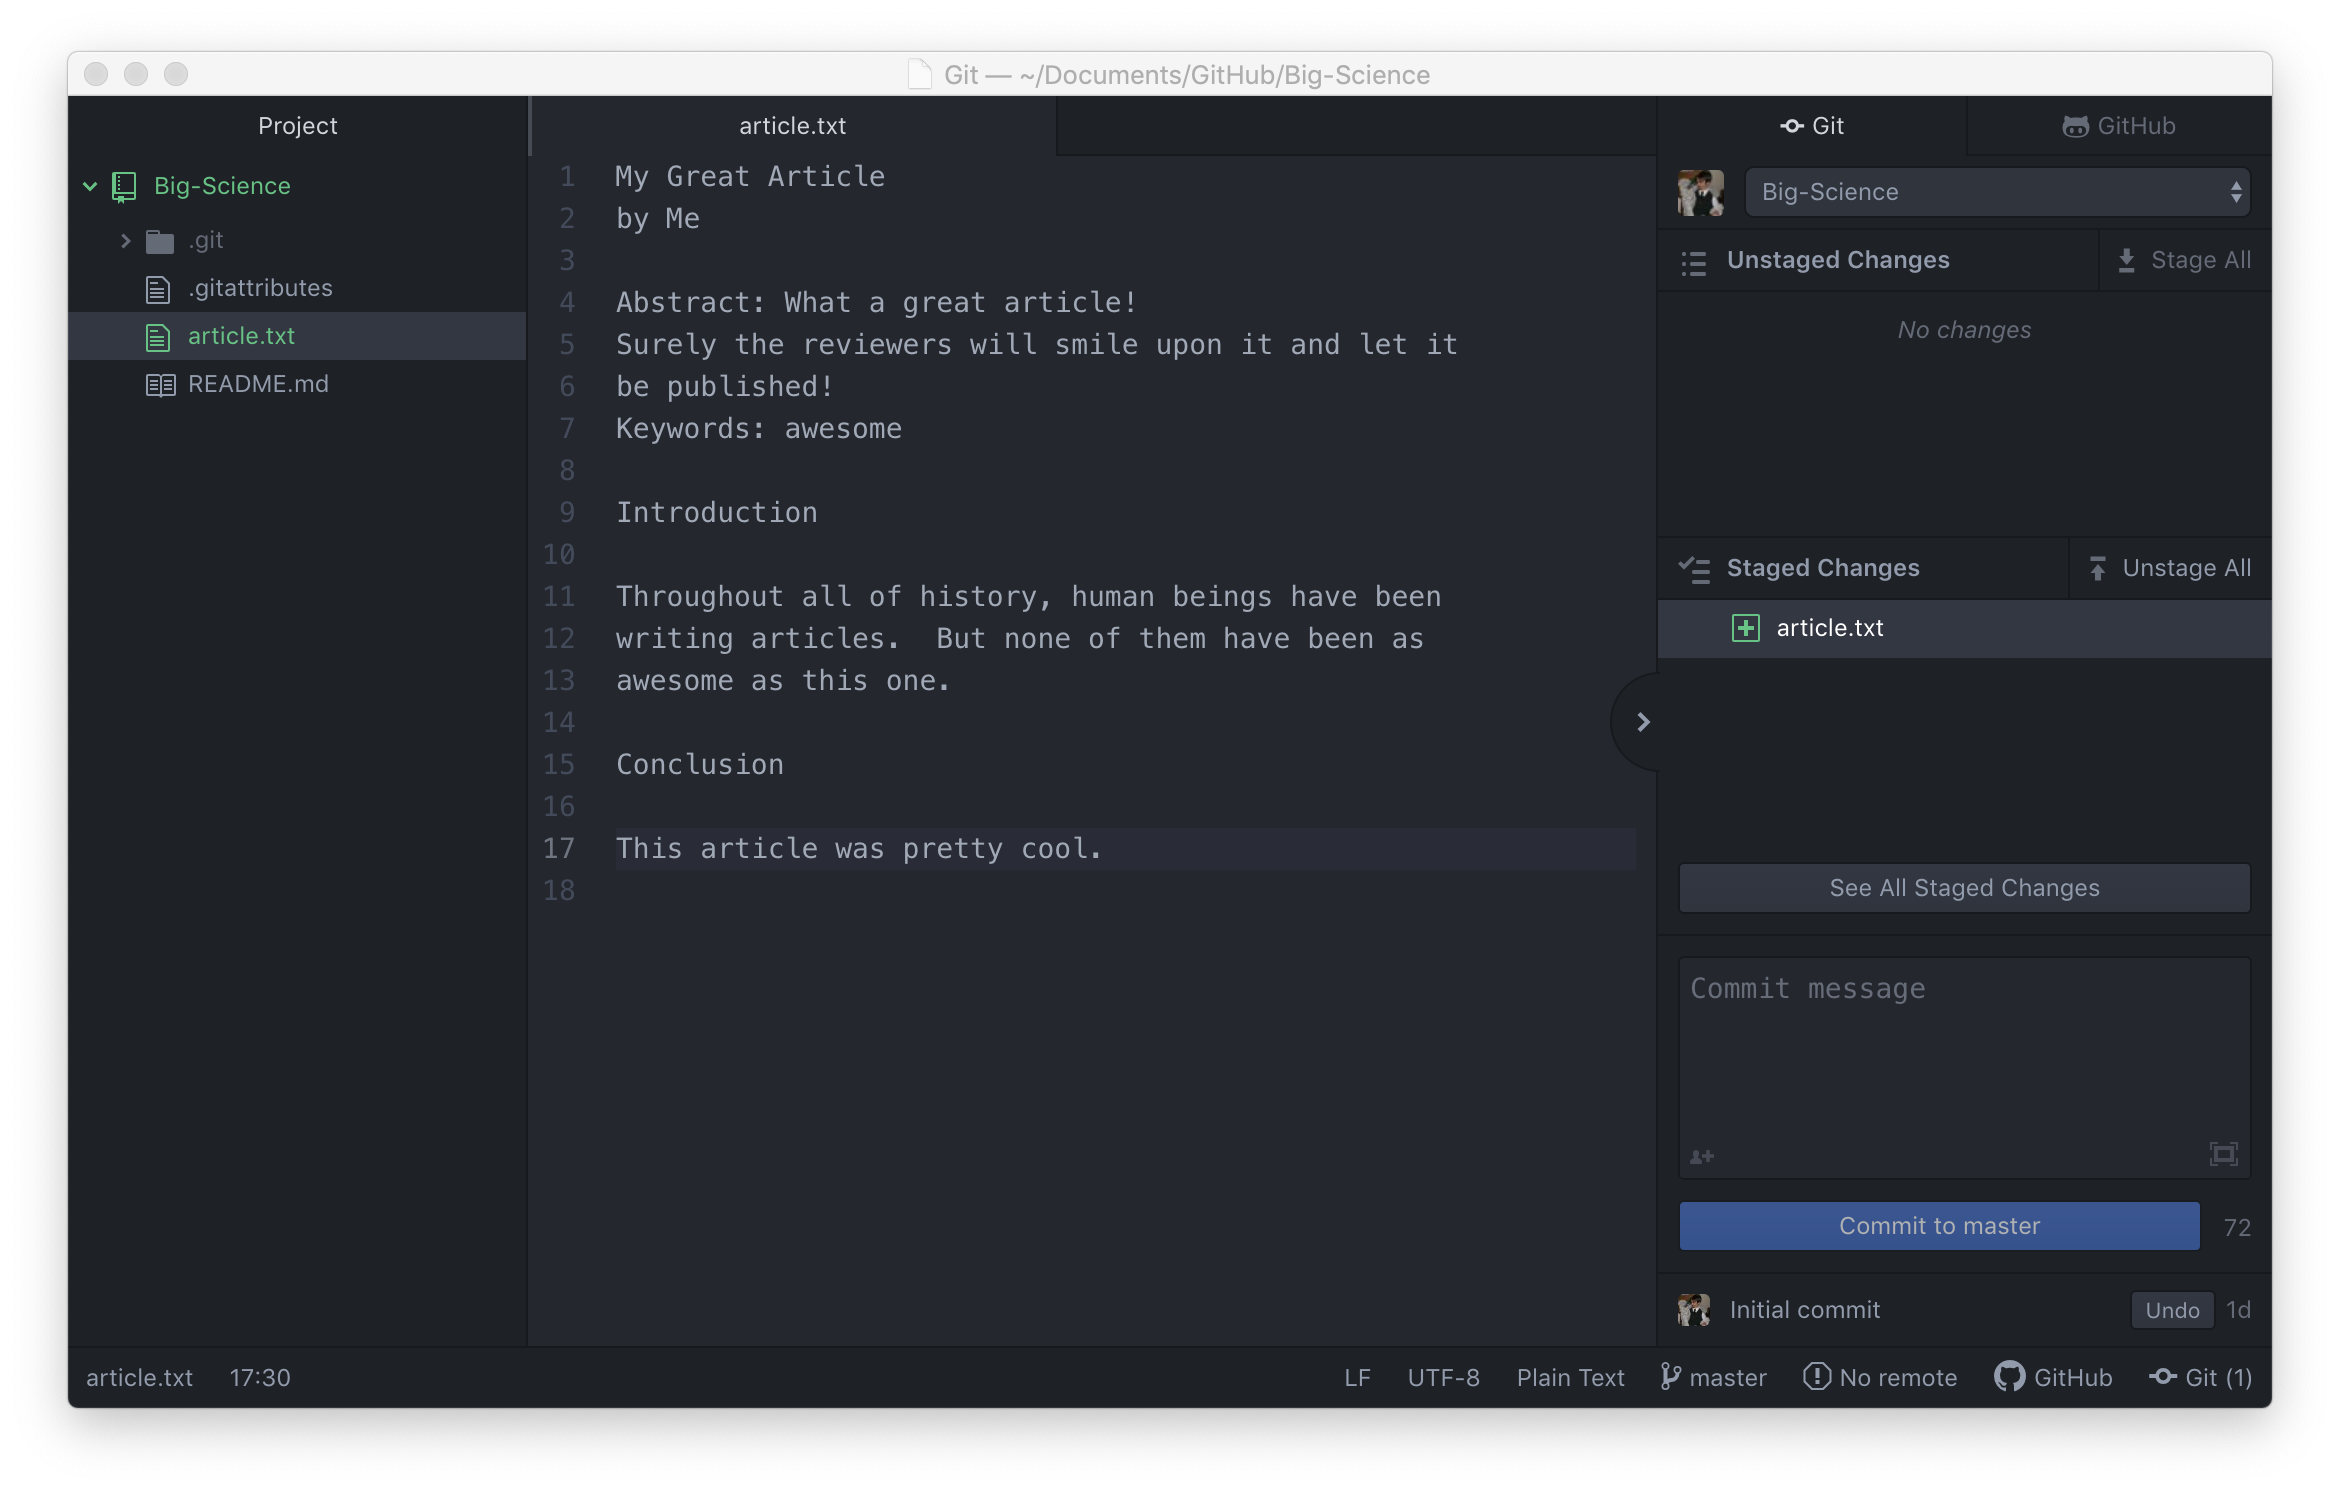 Git — ~/Documents/GitHub/Big-Science
Project
Big-Science
.git
.gitattributes
article.txt
README.md
article.txt
1 My Great Article
2 by Me
3
4 Abstract: What a great article!
5 Surely the reviewers will smile upon it and let it
6 be published!
7 Keywords: awesome
8
9 Introduction
10
11 Throughout all of history, human beings have been
12 writing articles.  But none of them have been as
13 awesome as this one.
14
15 Conclusion
16
17 This article was pretty cool.
18
Git GitHub
Big-Science
Unstaged Changes Stage All
No changes
Staged Changes Unstage All
article.txt
See All Staged Changes
Commit message
Commit to master 72
Initial commit Undo 1d
article.txt 17:30 LF UTF-8 Plain Text master No remote GitHub Git (1)